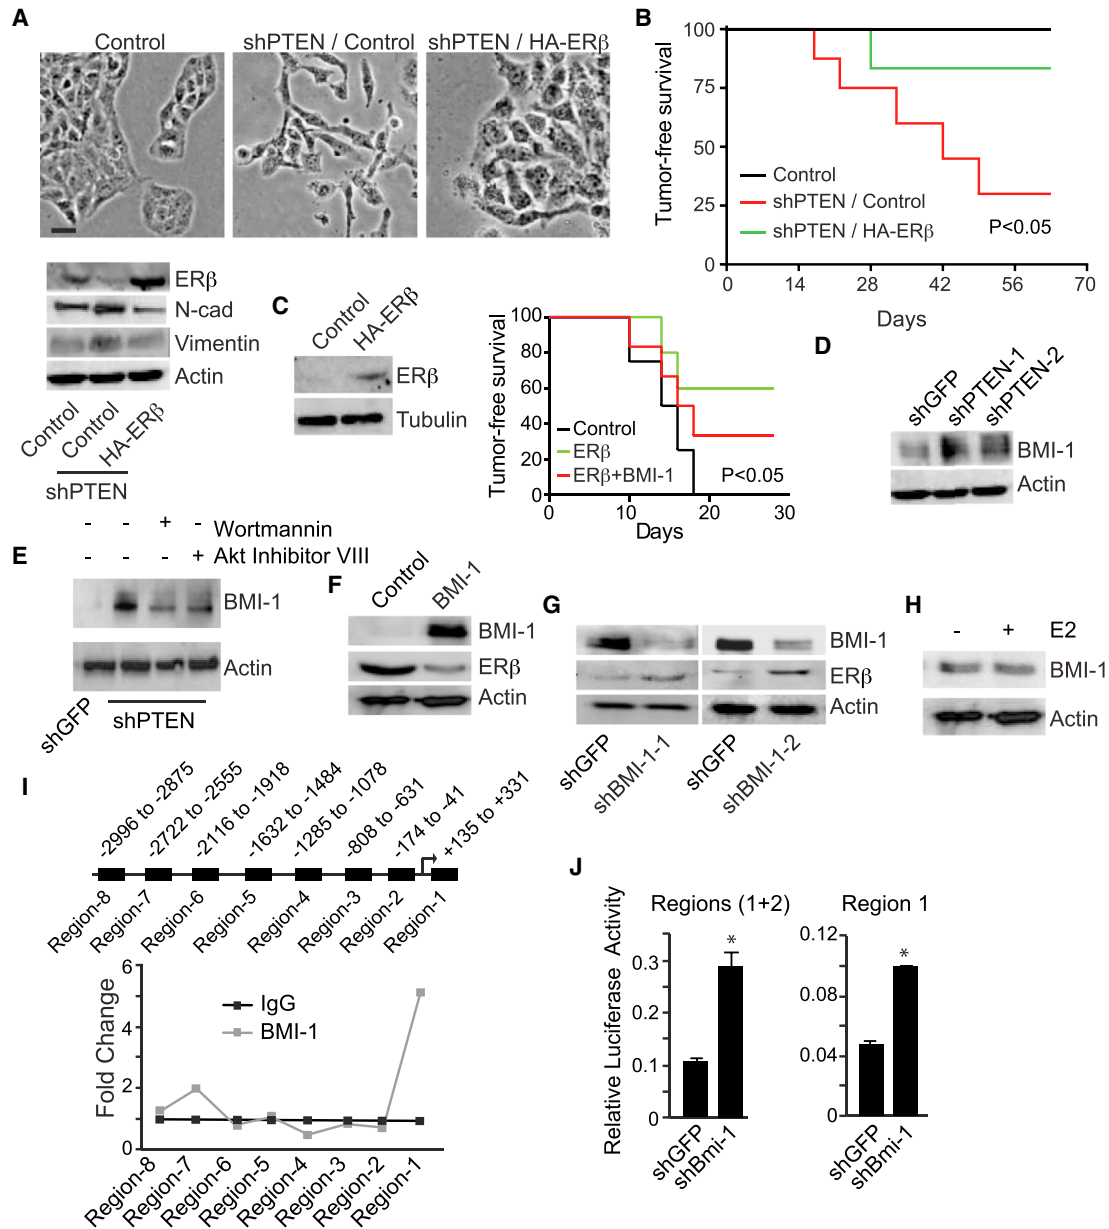 A
Control
shPTEN / Control
shPTEN / HA-ERβ
ERβ
N-cad
Vimentin
Actin
Control
Control
HA-ERβ
shPTEN
B
Tumor-free survival
100
75
50
25
0
Control
shPTEN / Control
shPTEN / HA-ERβ
P<0.05
0 14 28 42 56 70
Days
C
Control
HA-ERβ
ERβ
Tubulin
Tumor-free survival
100
80
60
40
20
0
Control
ERβ
ERβ+BMI-1
P<0.05
0 10 20 30
Days
D
shGFP
shPTEN-1
shPTEN-2
BMI-1
Actin
E
- - + - Wortmannin
- - - + Akt Inhibitor VIII
BMI-1
Actin
shGFP
shPTEN
F
Control
BMI-1
BMI-1
ERβ
Actin
G
BMI-1
ERβ
Actin
shGFP
shBMI-1-1
shGFP
shBMI-1-2
H
- + E2
BMI-1
Actin
I
-2996 to -2875
-2722 to -2555
-2116 to -1918
-1632 to -1484
-1285 to -1078
-808 to -631
-174 to -41
+135 to +331
Region-8
Region-7
Region-6
Region-5
Region-4
Region-3
Region-2
Region-1
Fold Change
6
4
2
0
IgG
BMI-1
Region-8
Region-7
Region-6
Region-5
Region-4
Region-3
Region-2
Region-1
J
Relative Luciferase Activity
Regions (1+2)
0.3
0.2
0.1
0
*
shGFP
shBmi-1
Region 1
0.12
0.08
0.04
0
*
shGFP
shBmi-1